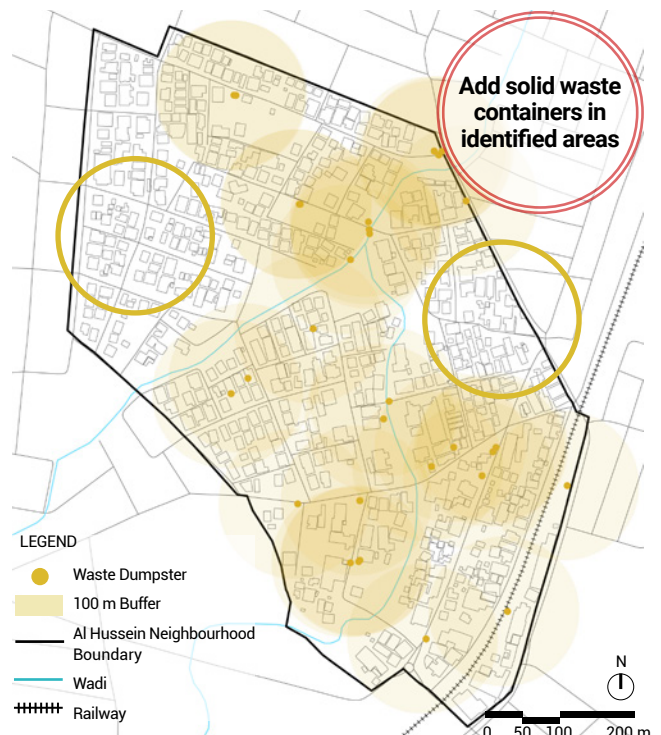 Add solid waste
containers in
identified areas
LEGEND
Waste Dumpster
100 m Buffer
Al Hussein Neighbourhood
Boundary
Wadi
Railway
N
0 50 100 200 m